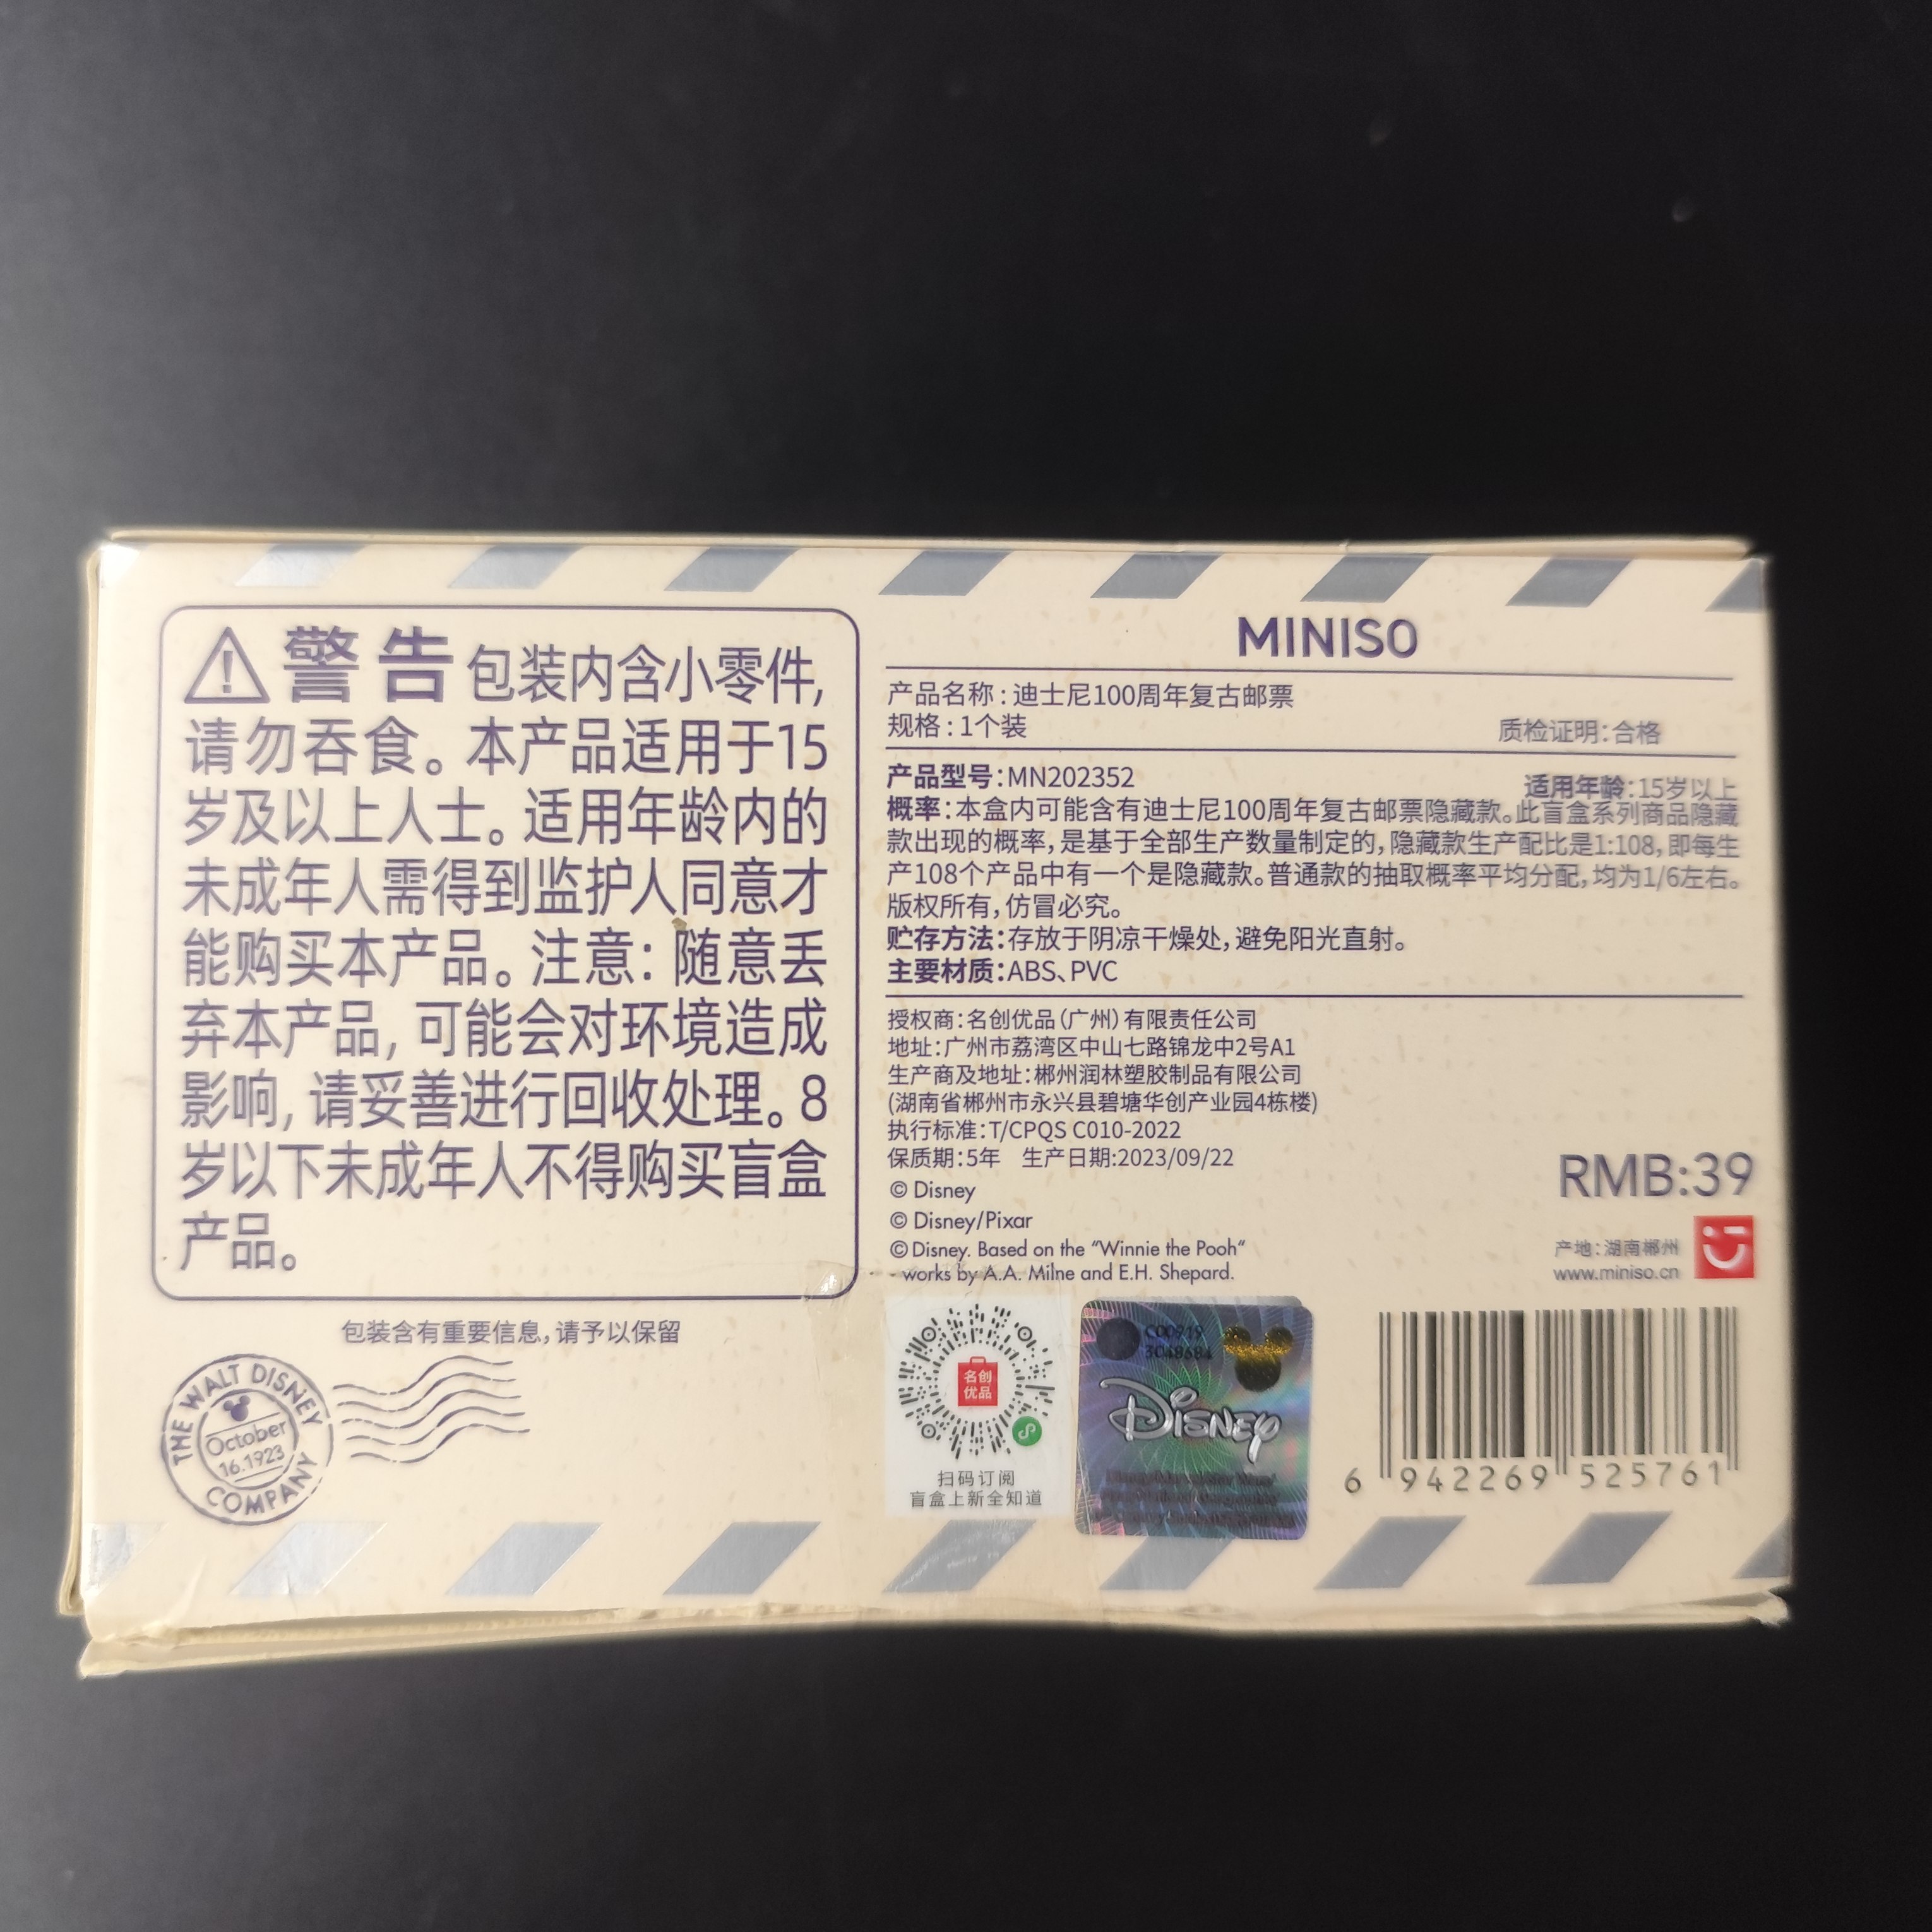 警告 包装内含小零件,
请勿吞食。本产品适用于15
岁及以上人士。适用年龄内的
未成年人需得到监护人同意才
能购买本产品。注意: 随意丢
弃本产品, 可能会对环境造成
影响, 请妥善进行回收处理。8
岁以下未成年人不得购买盲盒
产品。
包装含有重要信息,请予以保留
THE WALT DISNEY
October
16.1923
COMPANY
MINISO
产品名称:迪士尼100周年复古邮票
规格:1个装
质检证明:合格
产品型号:MN202352
适用年龄:15岁以上
概率:本盒内可能含有迪士尼100周年复古邮票隐藏款。此盲盒系列商品隐藏
款出现的概率,是基于全部生产数量制定的,隐藏款生产配比是1:108,即每生
产108个产品中有一个是隐藏款。普通款的抽取概率平均分配,均为1/6左右。
版权所有,仿冒必究。
贮存方法:存放于阴凉干燥处,避免阳光直射。
主要材质:ABS、PVC
授权商:名创优品(广州)有限责任公司
地址:广州市荔湾区中山七路锦龙中2号A1
生产商及地址:郴州润林塑胶制品有限公司
(湖南省郴州市永兴县碧塘华创产业园4栋楼)
执行标准:T/CPQS C010-2022
保质期:5年 生产日期:2023/09/22
© Disney
© Disney/Pixar
© Disney. Based on the "Winnie the Pooh"
works by A.A. Milne and E.H. Shepard.
RMB:39
产地:湖南郴州
www.miniso.cn
名创
优品
扫码订阅
盲盒上新全知道
C00919
3048684
Disney
6 942269 525761